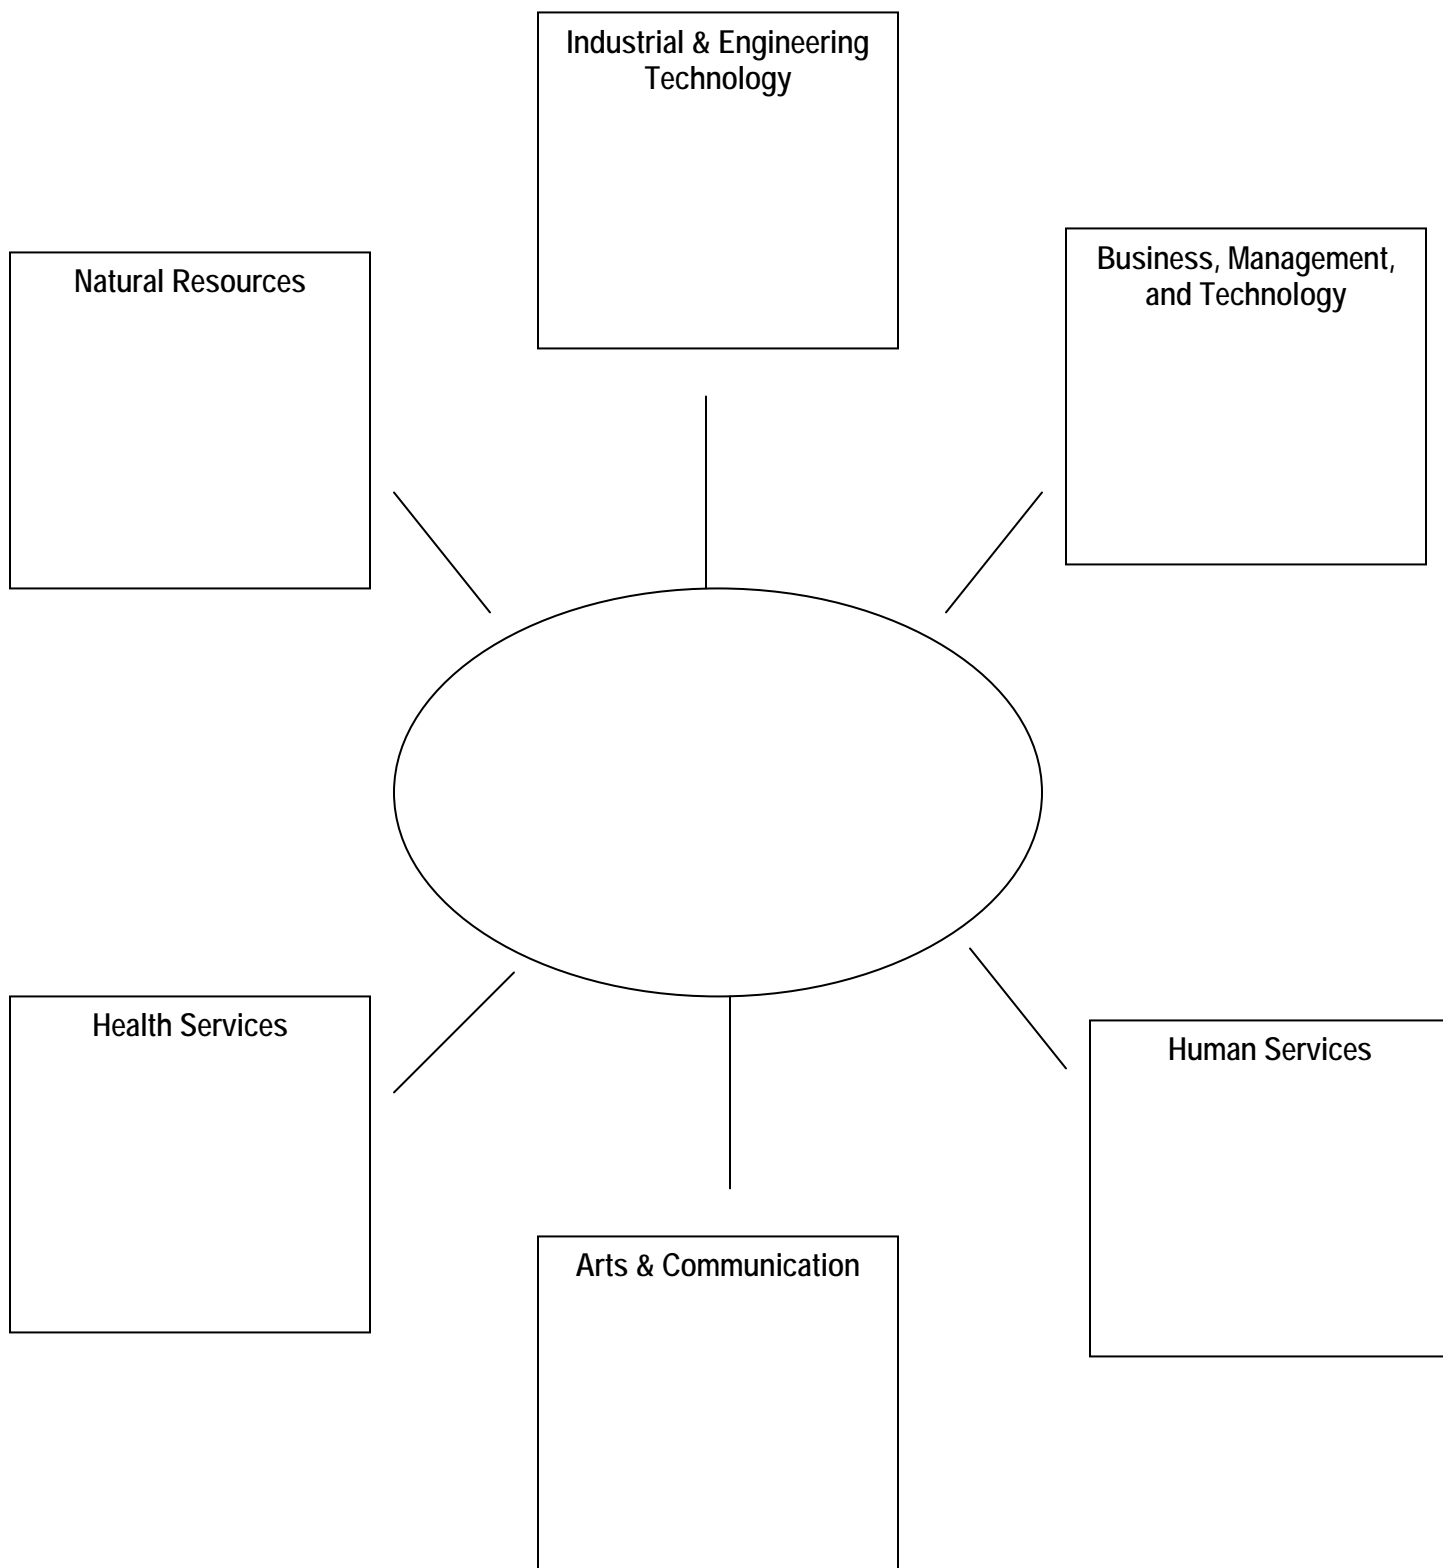 Industrial & Engineering
Technology
Natural Resources
Business, Management,
and Technology
Health Services
Human Services
Arts & Communication